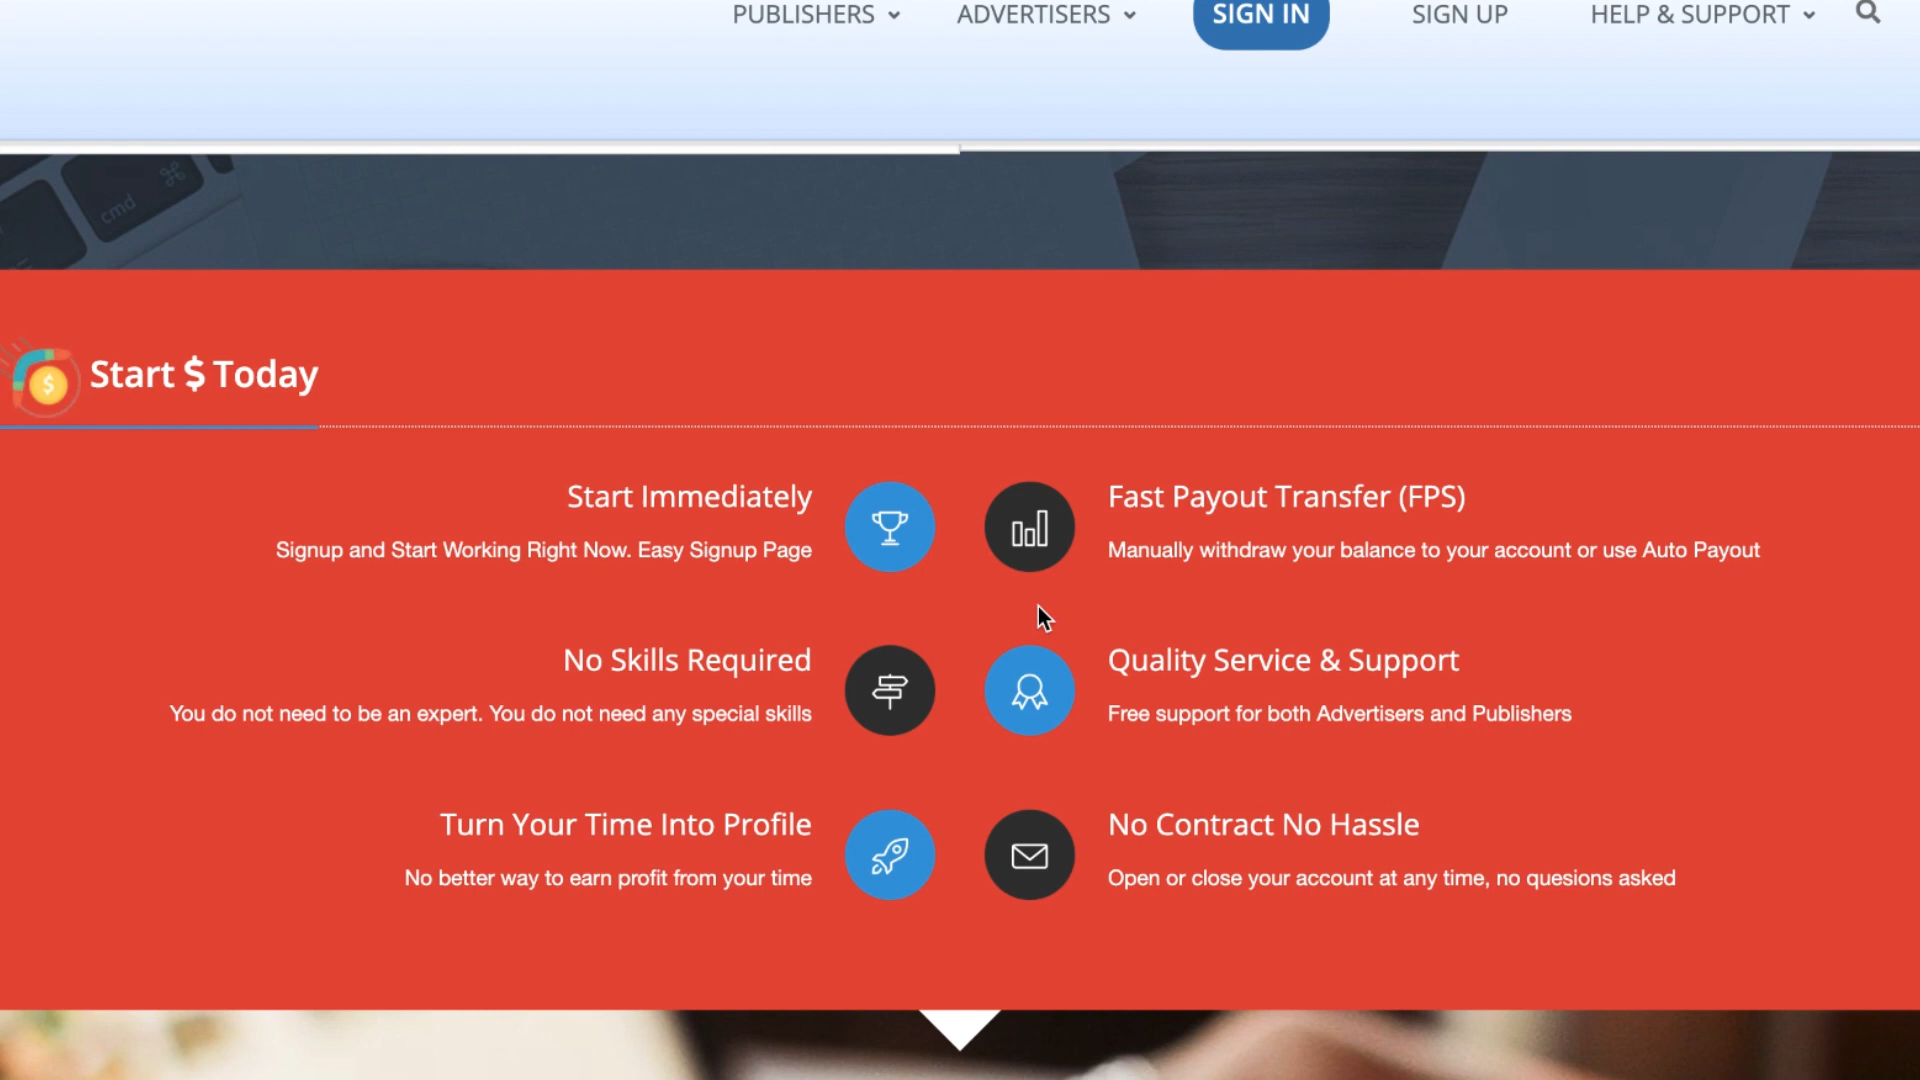 PUBLISHERS ADVERTISERS SIGN IN SIGN UP HELP & SUPPORT
cmd
Start $ Today
Start Immediately
Signup and Start Working Right Now. Easy Signup Page
Fast Payout Transfer (FPS)
Manually withdraw your balance to your account or use Auto Payout
No Skills Required
You do not need to be an expert. You do not need any special skills
Quality Service & Support
Free support for both Advertisers and Publishers
Turn Your Time Into Profile
No better way to earn profit from your time
No Contract No Hassle
Open or close your account at any time, no quesions asked